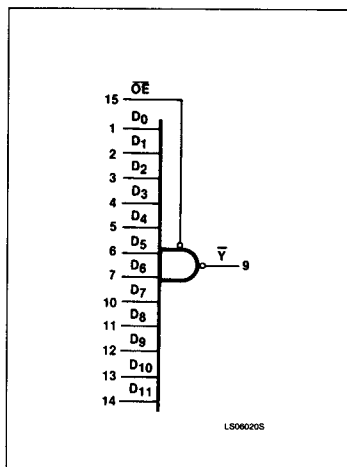 15 O̅E̅
1 D0
2 D1
3 D2
4 D3
5 D4
6 D5
7 D6
10 D7
11 D8
12 D9
13 D10
14 D11
Y̅ 9
LS06020S